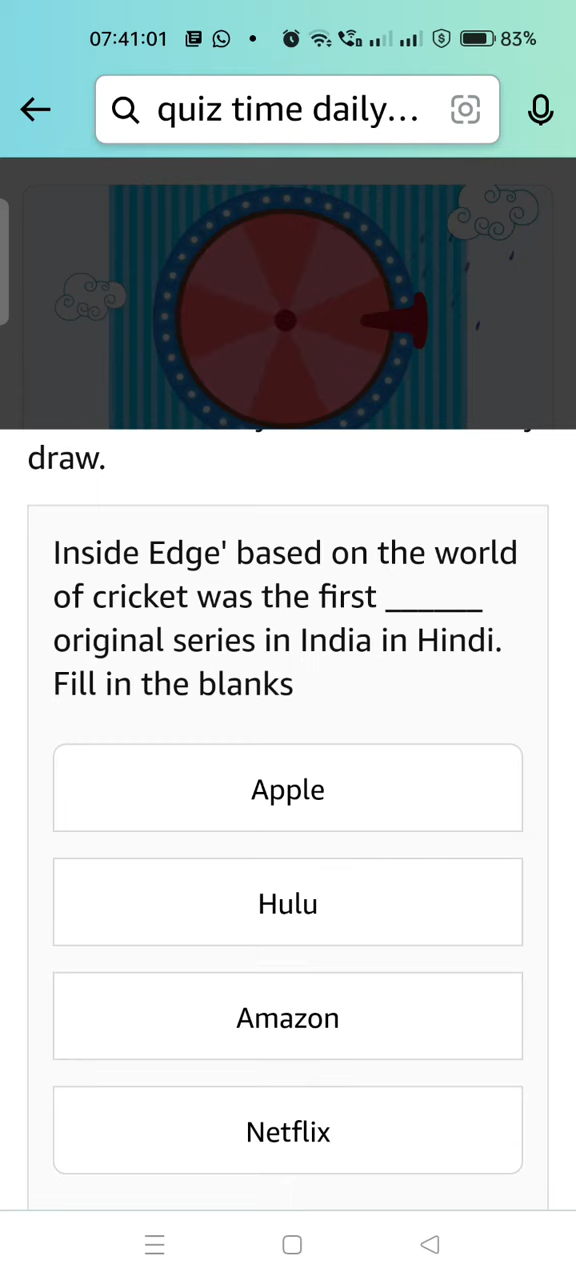 07:41:01 83%
quiz time daily...
draw.
Inside Edge' based on the world
of cricket was the first ______
original series in India in Hindi.
Fill in the blanks
Apple
Hulu
Amazon
Netflix